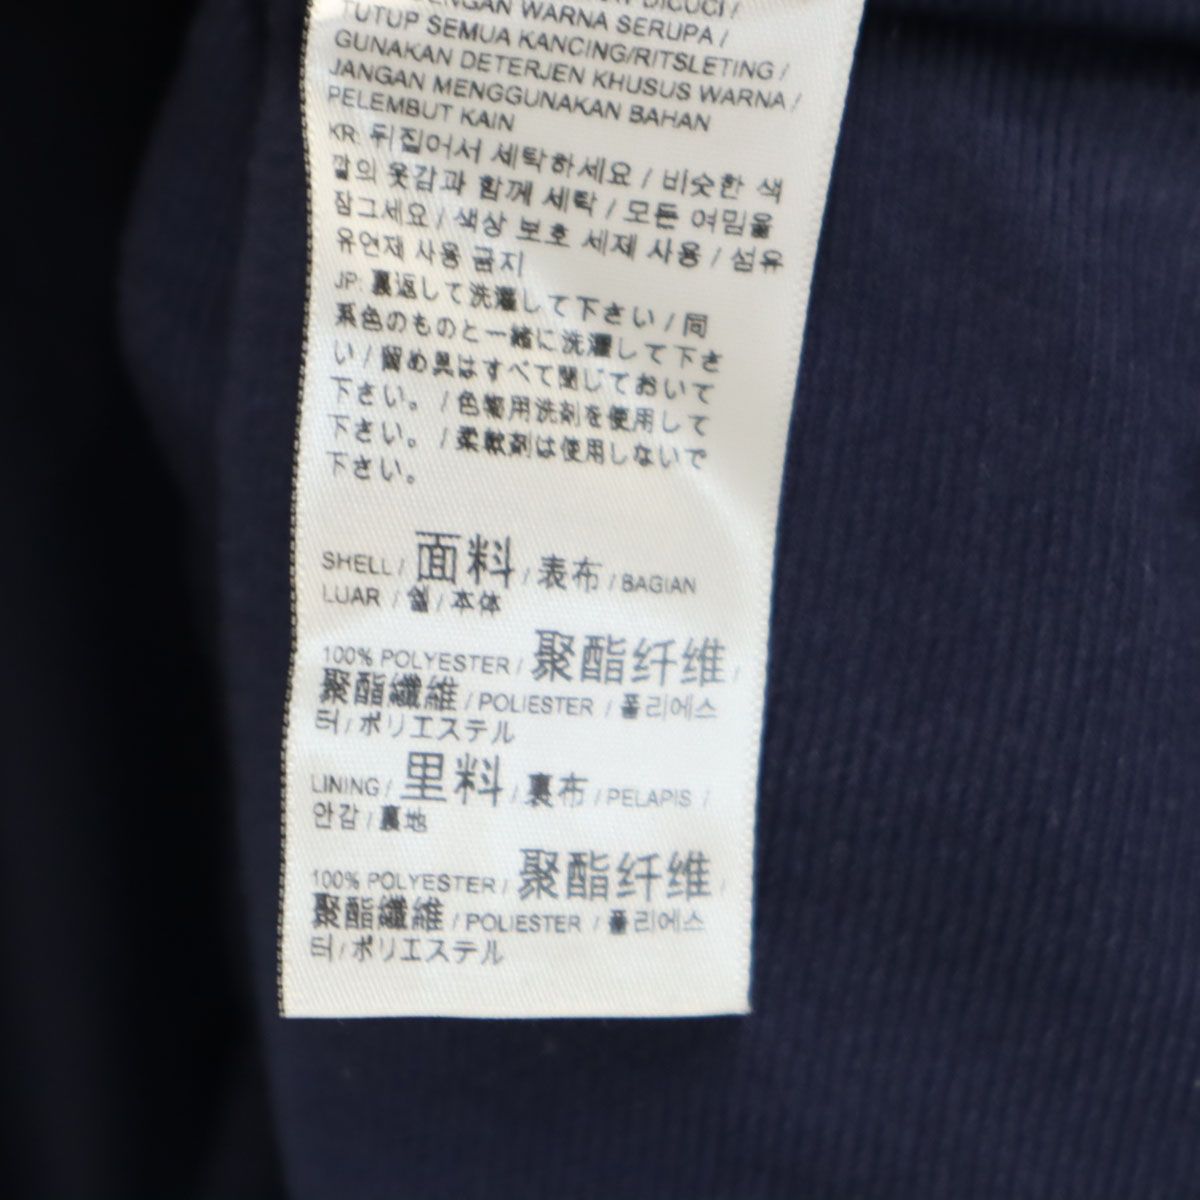 DICUCI /
DENGAN WARNA SERUPA /
TUTUP SEMUA KANCING/RITSLETING /
GUNAKAN DETERJEN KHUSUS WARNA /
JANGAN MENGGUNAKAN BAHAN
PELEMBUT KAIN
KR: 뒤집어서 세탁하세요 / 비슷한 색
깔의 옷감과 함께 세탁 / 모든 여밈을
잠그세요 / 색상 보호 세제 사용 / 섬유
유연제 사용 금지
JP: 裏返して洗濯して下さい / 同
系色のものと一緒に洗濯して下さ
い / 留め具はすべて閉じておいて
下さい。 / 色物用洗剤を使用して
下さい。 / 柔軟剤は使用しないで
下さい。
SHELL / 面料 / 表布 / BAGIAN
LUAR / 쉘 / 本体
100% POLYESTER / 聚酯纤维 /
聚酯纖維 / POLIESTER / 폴리에스
터 / ポリエステル
LINING / 里料 / 裏布 / PELAPIS /
안감 / 裏地
100% POLYESTER / 聚酯纤维 /
聚酯纖維 / POLIESTER / 폴리에스
터 / ポリエステル